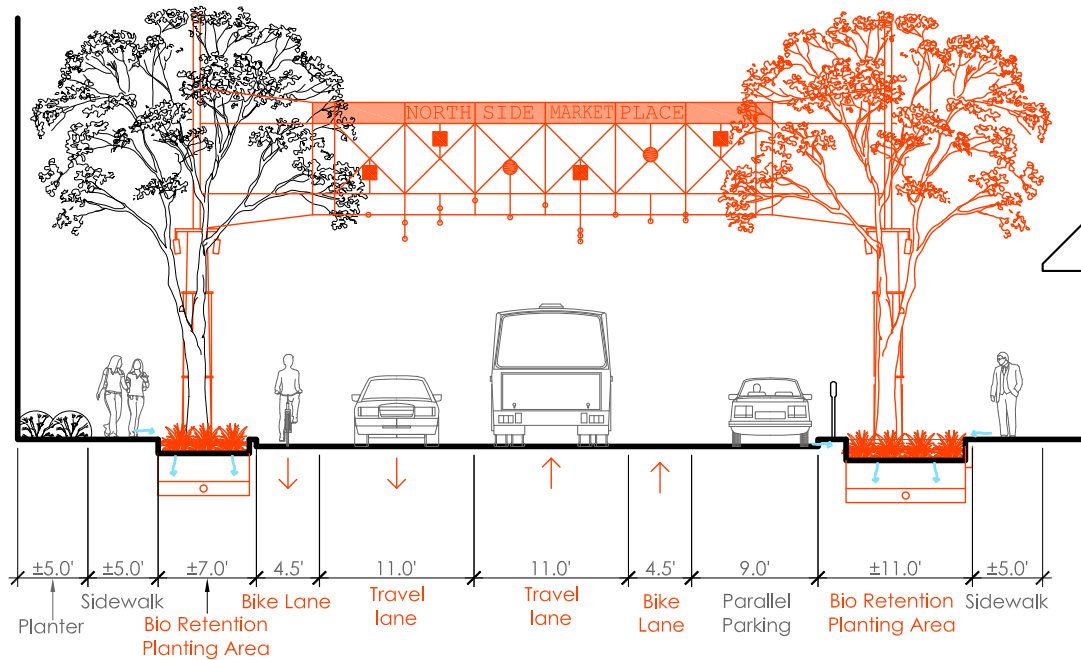 NORTH SIDE MARKET PLACE
±5.0' ±5.0' ±7.0' 4.5' 11.0' 11.0' 4.5' 9.0' ±11.0' ±5.0'
Planter
Sidewalk
Bio Retention
Planting Area
Bike Lane
Travel
lane
Travel
lane
Bike
Lane
Parallel
Parking
Bio Retention
Planting Area
Sidewalk